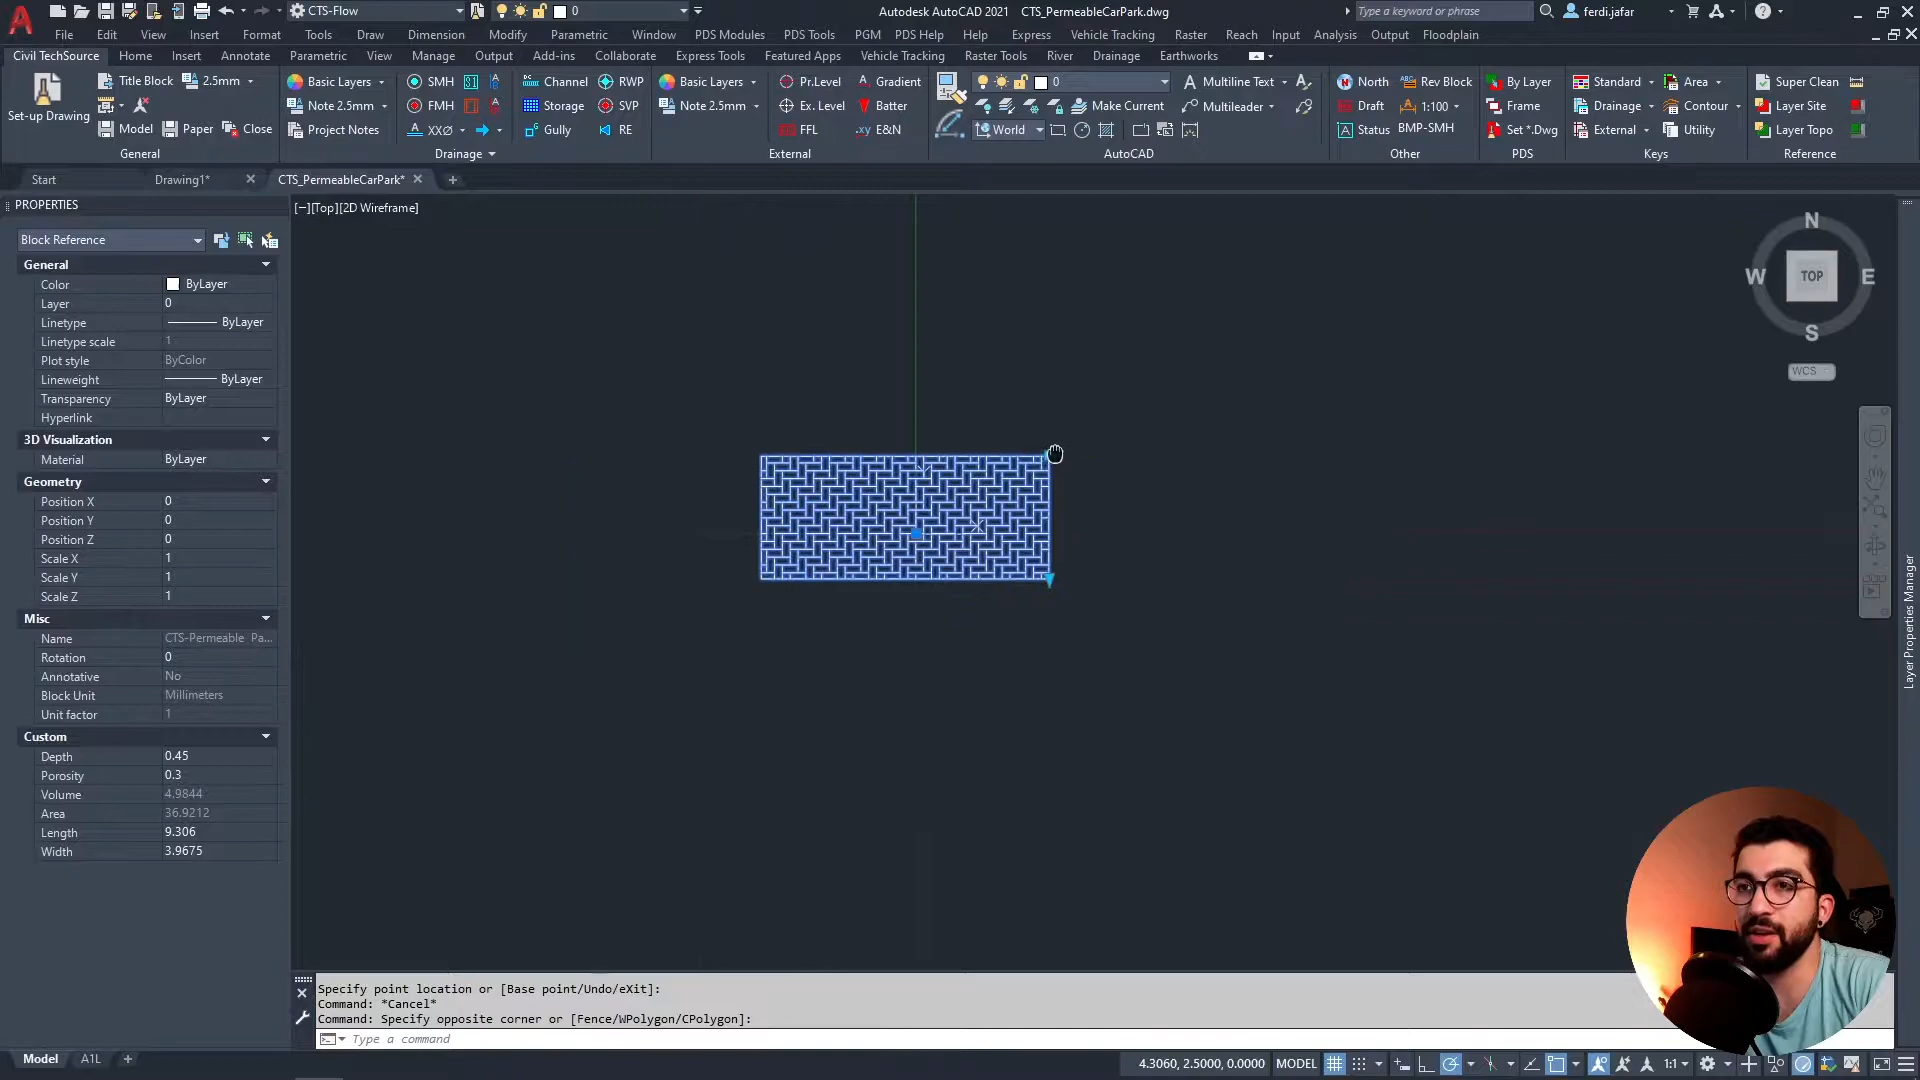 CTS-Flow
0
Autodesk AutoCAD 2021 CTS_PermeableCarPark.dwg
Type a keyword or phrase
ferdi.jafar
File Edit View Insert Format Tools Draw Dimension Modify Parametric Window PDS Modules PDS Tools PGM PDS Help Help Express Vehicle Tracking Raster Reach Input Analysis Output Floodplain
Civil TechSource Home Insert Annotate Parametric View Manage Output Add-ins Collaborate Express Tools Featured Apps Vehicle Tracking Raster Tools River Drainage Earthworks
Title Block 2.5mm Basic Layers SMH Channel RWP Basic Layers Pr.Level Gradient 0 Multiline Text North Rev Block By Layer Standard Area Super Clean
Set-up Drawing Note 2.5mm FMH Storage SVP Note 2.5mm Ex. Level Batter Make Current Multileader Draft 1:100 Frame Drainage Contour Layer Site
Model Paper Close Project Notes XXØ Gully RE FFL .xy E&N World Status BMP-SMH Set *.Dwg External Utility Layer Topo
General Drainage External AutoCAD Other PDS Keys Reference
Start Drawing1* CTS_PermeableCarPark*
PROPERTIES
[−][Top][2D Wireframe]
Block Reference
General
Color ByLayer
Layer 0
Linetype ByLayer
Linetype scale 1
Plot style ByColor
Lineweight ByLayer
Transparency ByLayer
Hyperlink
3D Visualization
Material ByLayer
Geometry
Position X 0
Position Y 0
Position Z 0
Scale X 1
Scale Y 1
Scale Z 1
Misc
Name CTS-Permeable Pa...
Rotation 0
Annotative No
Block Unit Millimeters
Unit factor 1
Custom
Depth 0.45
Porosity 0.3
Volume 4.9844
Area 36.9212
Length 9.306
Width 3.9675
N
W TOP E
S
WCS
Layer Properties Manager
Specify point location or [Base point/Undo/eXit]:
Command: *Cancel*
Command: Specify opposite corner or [Fence/WPolygon/CPolygon]:
Type a command
Model A1L
4.3060, 2.5000, 0.0000 MODEL 1:1